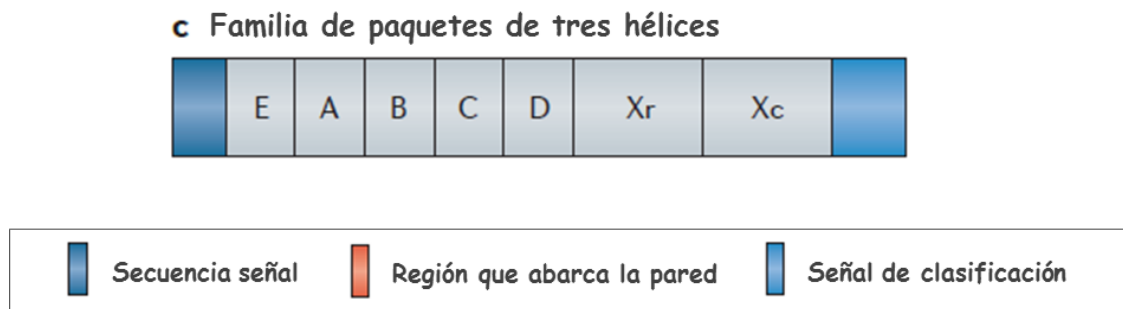 c Familia de paquetes de tres hélices
E A B C D Xr Xc
Secuencia señal Región que abarca la pared Señal de clasificación